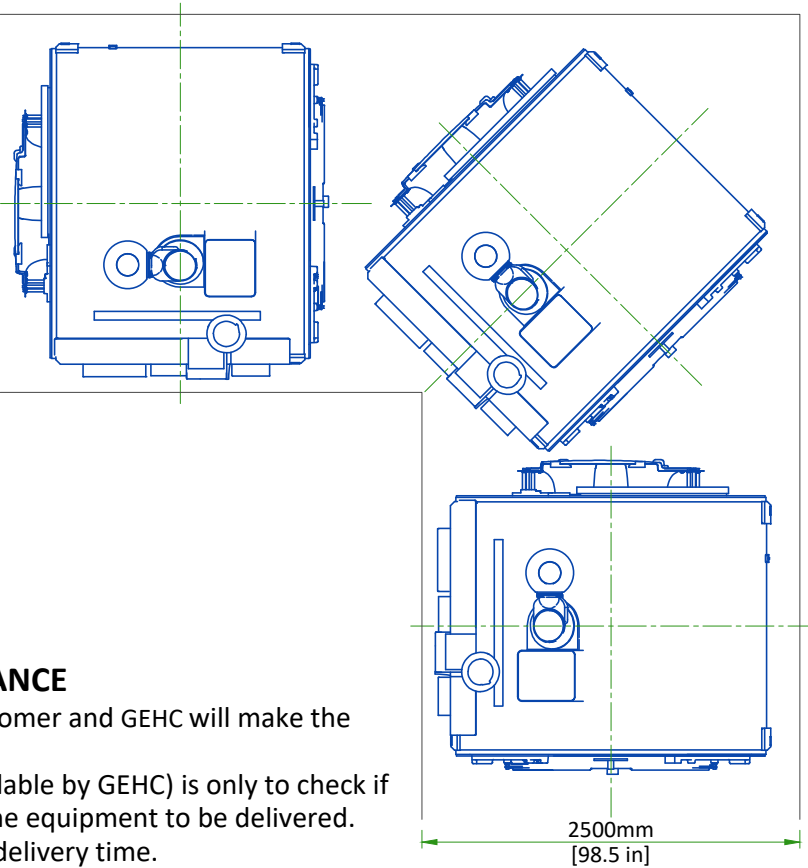 ANCE
omer and GEHC will make the
lable by GEHC) is only to check if
ne equipment to be delivered.
delivery time.
2500mm
[98.5 in]